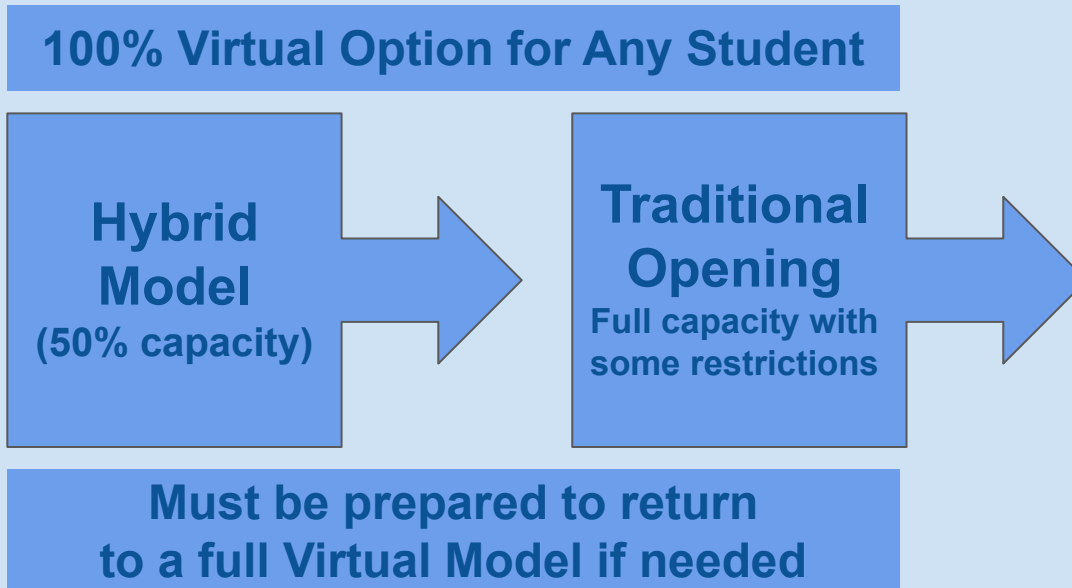 100% Virtual Option for Any Student
Hybrid
Model
(50% capacity)
Traditional
Opening
Full capacity with
some restrictions
Must be prepared to return
to a full Virtual Model if needed